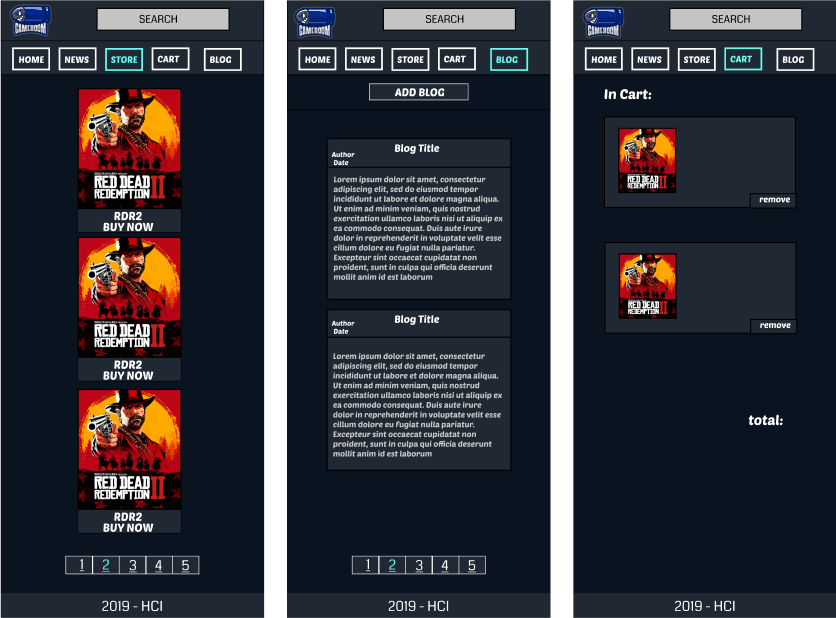 GAMEROOM
SEARCH
HOME
NEWS
STORE
CART
BLOG
RED DEAD
REDEMPTION II
RDR2
BUY NOW
RED DEAD
REDEMPTION II
RDR2
BUY NOW
RED DEAD
REDEMPTION II
RDR2
BUY NOW
1 2 3 4 5
2019 - HCI
GAMEROOM
SEARCH
HOME
NEWS
STORE
CART
BLOG
ADD BLOG
Blog Title
Author
Date
Lorem ipsum dolor sit amet, consectetur
adipiscing elit, sed do eiusmod tempor
incididunt ut labore et dolore magna aliqua.
Ut enim ad minim veniam, quis nostrud
exercitation ullamco laboris nisi ut aliquip ex
ea commodo consequat. Duis aute irure
dolor in reprehenderit in voluptate velit esse
cillum dolore eu fugiat nulla pariatur.
Excepteur sint occaecat cupidatat non
proident, sunt in culpa qui officia deserunt
mollit anim id est laborum
Blog Title
Author
Date
Lorem ipsum dolor sit amet, consectetur
adipiscing elit, sed do eiusmod tempor
incididunt ut labore et dolore magna aliqua.
Ut enim ad minim veniam, quis nostrud
exercitation ullamco laboris nisi ut aliquip ex
ea commodo consequat. Duis aute irure
dolor in reprehenderit in voluptate velit esse
cillum dolore eu fugiat nulla pariatur.
Excepteur sint occaecat cupidatat non
proident, sunt in culpa qui officia deserunt
mollit anim id est laborum
1 2 3 4 5
2019 - HCI
GAMEROOM
SEARCH
HOME
NEWS
STORE
CART
BLOG
In Cart:
RED DEAD
REDEMPTION II
remove
RED DEAD
REDEMPTION II
remove
total:
2019 - HCI